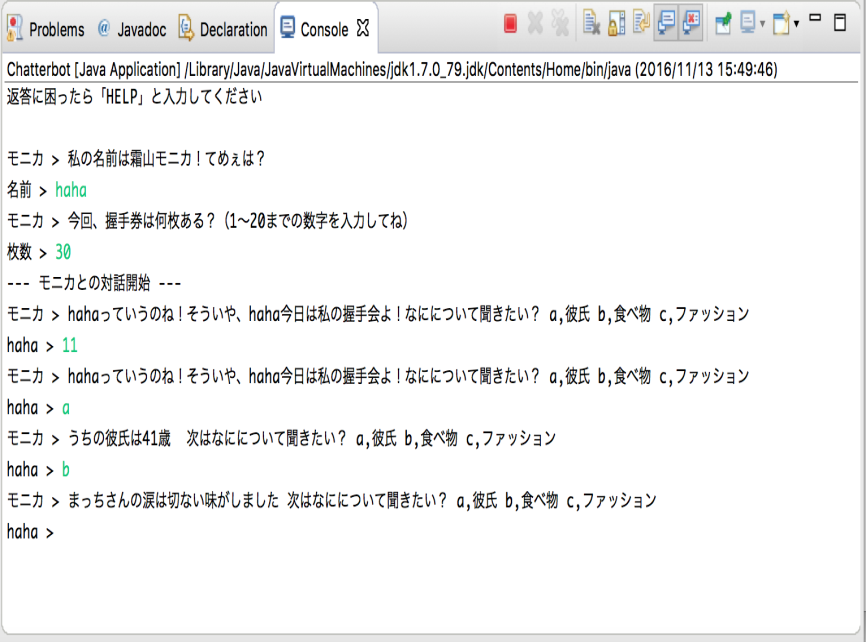 Problems @ Javadoc Declaration Console
Chatterbot [Java Application] /Library/Java/JavaVirtualMachines/jdk1.7.0_79.jdk/Contents/Home/bin/java (2016/11/13 15:49:46)
返答に困ったら「HELP」と入力してください
モニカ > 私の名前は霜山モニカ！てめぇは？
名前 > haha
モニカ > 今回、握手券は何枚ある？（1〜20までの数字を入力してね）
枚数 > 30
--- モニカとの対話開始 ---
モニカ > hahaっていうのね！そういや、haha今日は私の握手会よ！なにについて聞きたい？ a,彼氏 b,食べ物 c,ファッション
haha > 11
モニカ > hahaっていうのね！そういや、haha今日は私の握手会よ！なにについて聞きたい？ a,彼氏 b,食べ物 c,ファッション
haha > a
モニカ > うちの彼氏は41歳　次はなにについて聞きたい？ a,彼氏 b,食べ物 c,ファッション
haha > b
モニカ > まっちさんの涙は切ない味がしました 次はなにについて聞きたい？ a,彼氏 b,食べ物 c,ファッション
haha >